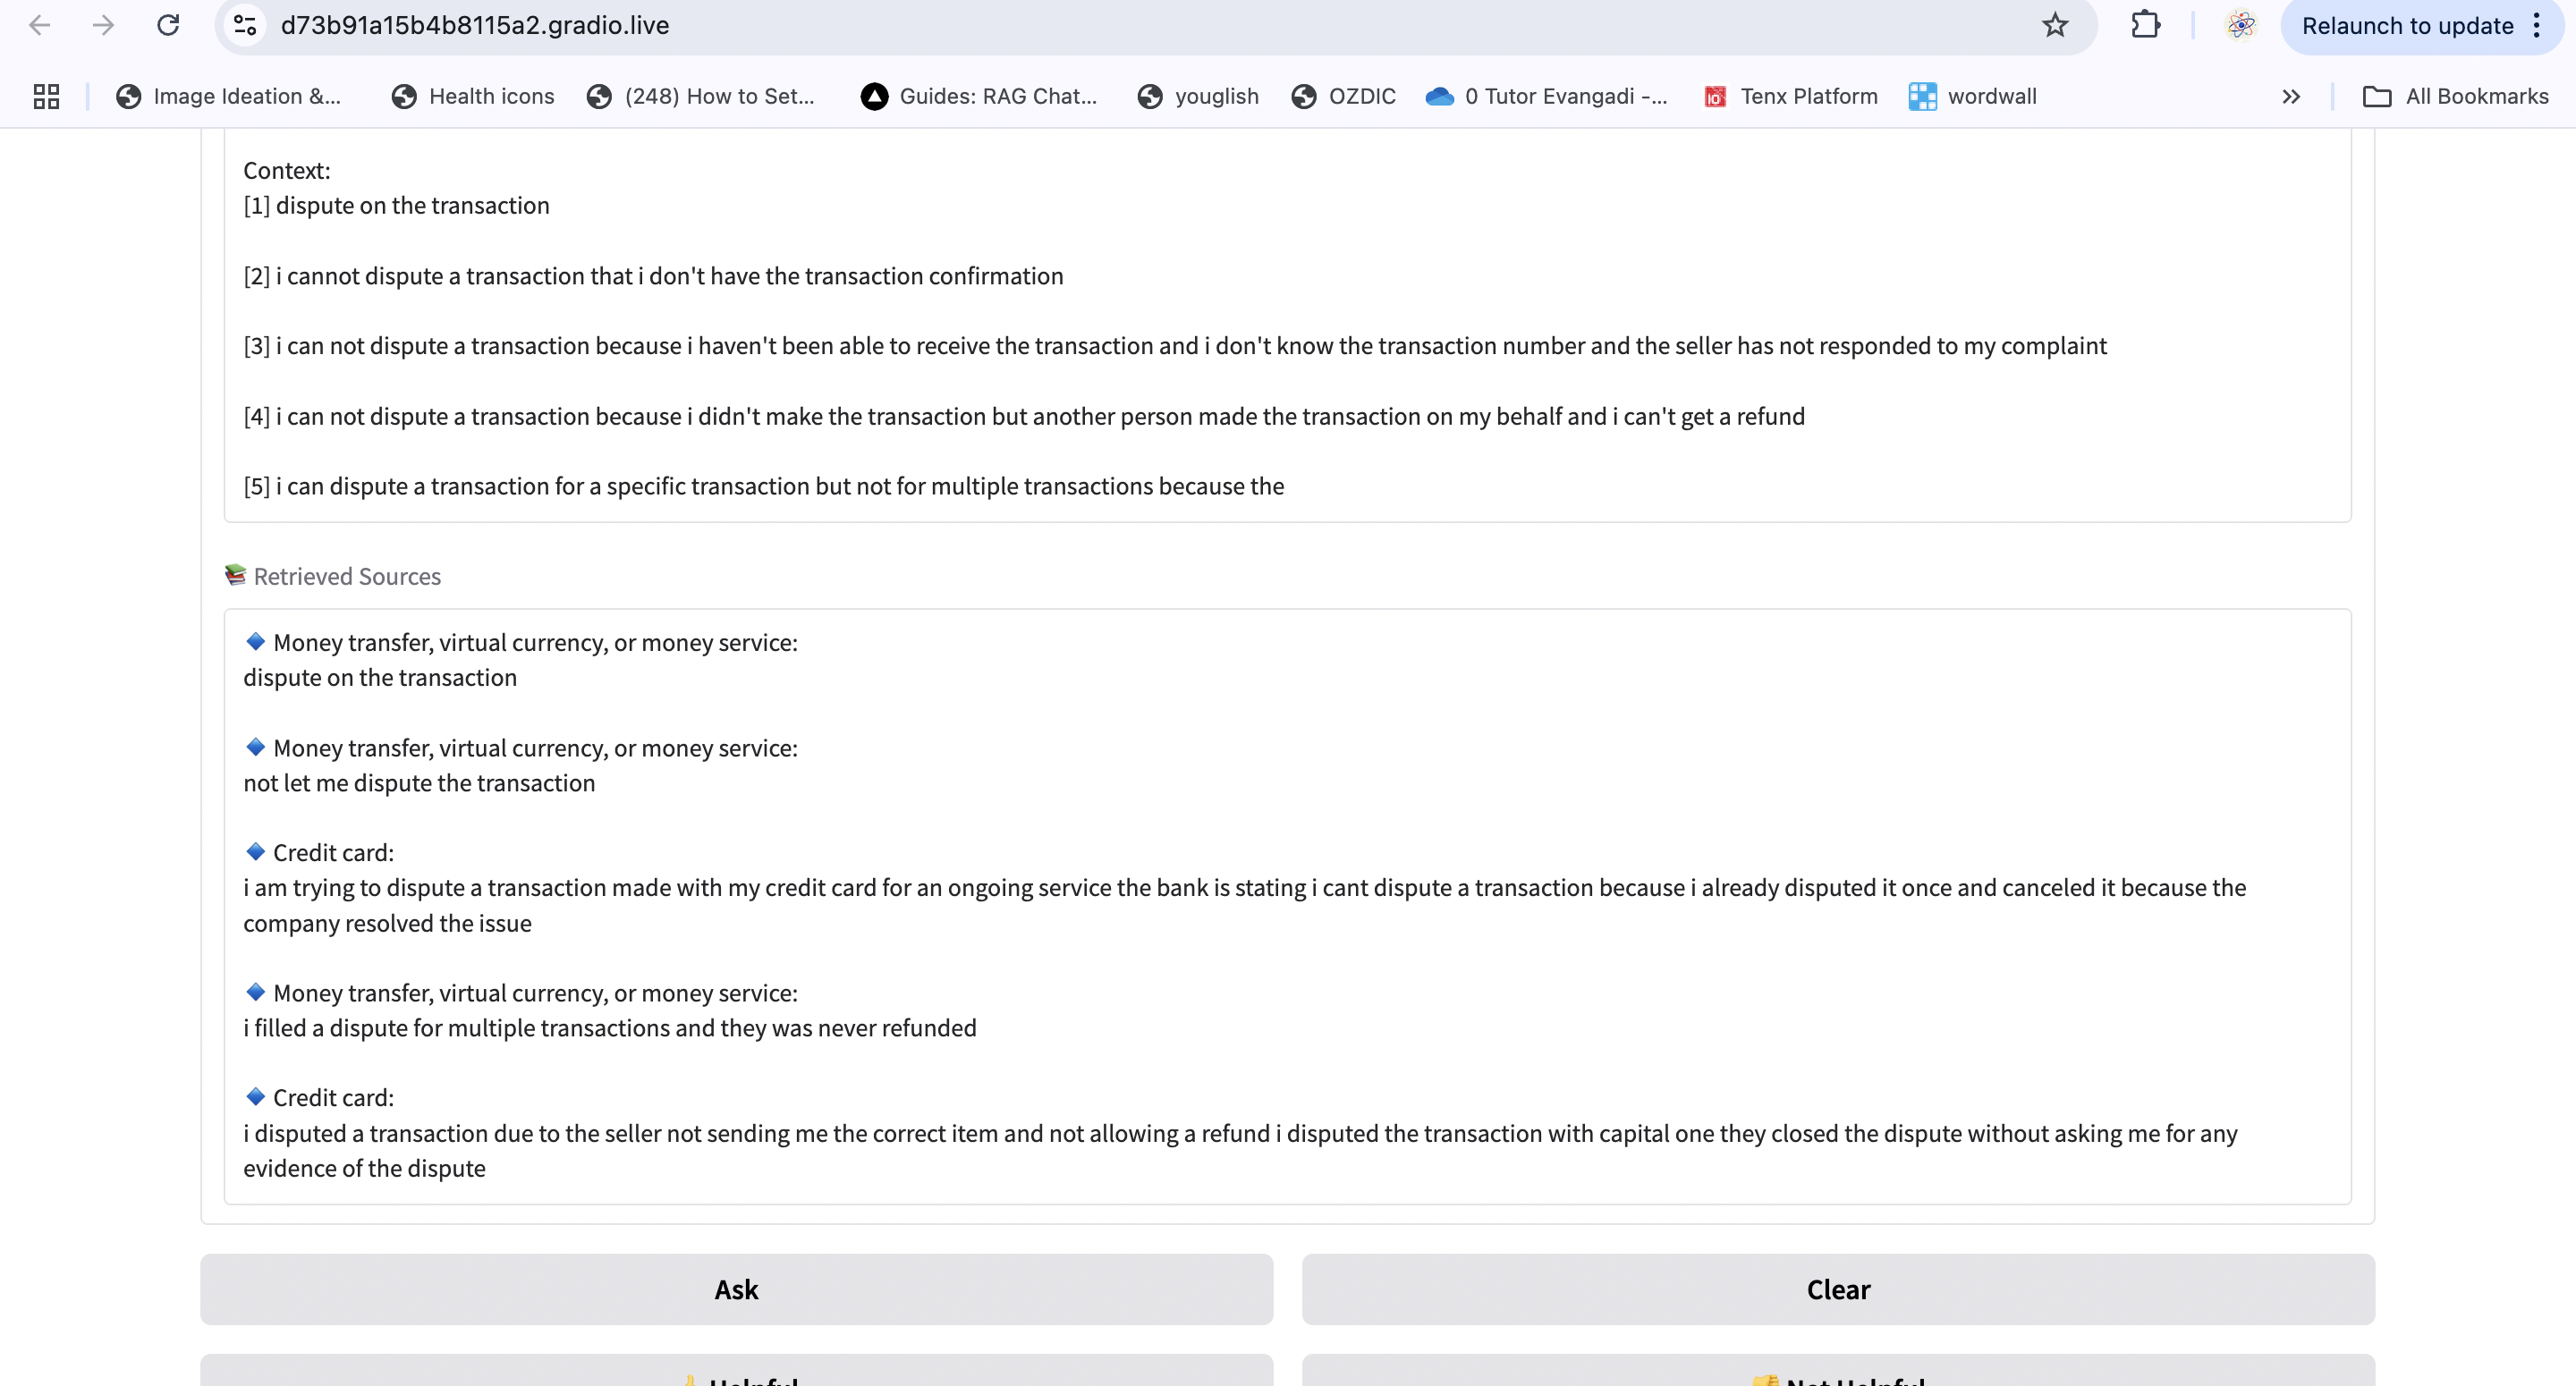 d73b91a15b4b8115a2.gradio.live
Relaunch to update
Image Ideation &...
Health icons
(248) How to Set...
Guides: RAG Chat...
youglish
OZDIC
0 Tutor Evangadi -...
Tenx Platform
wordwall
All Bookmarks
Context:
[1] dispute on the transaction
[2] i cannot dispute a transaction that i don't have the transaction confirmation
[3] i can not dispute a transaction because i haven't been able to receive the transaction and i don't know the transaction number and the seller has not responded to my complaint
[4] i can not dispute a transaction because i didn't make the transaction but another person made the transaction on my behalf and i can't get a refund
[5] i can dispute a transaction for a specific transaction but not for multiple transactions because the
Retrieved Sources
Money transfer, virtual currency, or money service:
dispute on the transaction
Money transfer, virtual currency, or money service:
not let me dispute the transaction
Credit card:
i am trying to dispute a transaction made with my credit card for an ongoing service the bank is stating i cant dispute a transaction because i already disputed it once and canceled it because the
company resolved the issue
Money transfer, virtual currency, or money service:
i filled a dispute for multiple transactions and they was never refunded
Credit card:
i disputed a transaction due to the seller not sending me the correct item and not allowing a refund i disputed the transaction with capital one they closed the dispute without asking me for any
evidence of the dispute
Ask
Clear
Helpful
Not Helpful